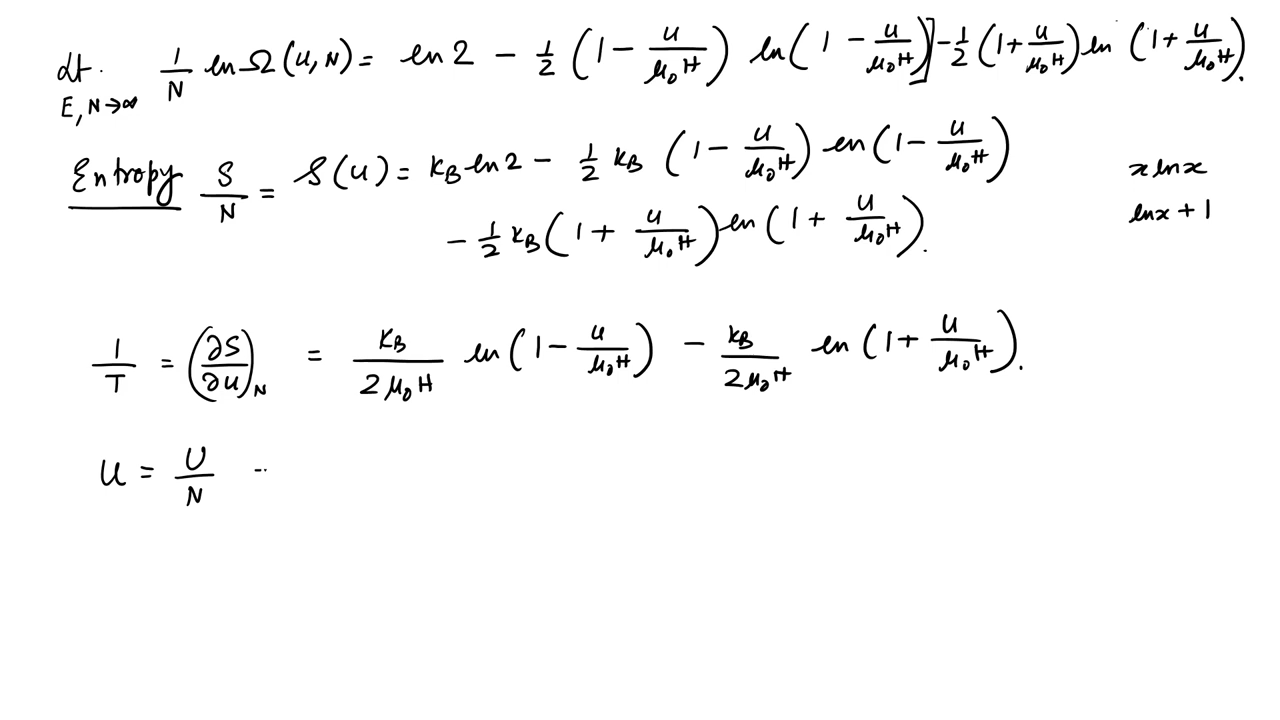 lt. 1/N ln Ω(u, N) = ln 2 - 1/2 (1 - u/μ₀H) ln(1 - u/μ₀H)] - 1/2 (1 + u/μ₀H) ln (1 + u/μ₀H).
E, N→∞
Entropy S/N = s(u) = k_B ln 2 - 1/2 k_B (1 - u/μ₀H) ln(1 - u/μ₀H)
x ln x
- 1/2 k_B (1 + u/μ₀H) ln (1 + u/μ₀H).
ln x + 1
1/T = (∂S/∂u)_N = k_B/2μ₀H ln(1 - u/μ₀H) - k_B/2μ₀H ln (1 + u/μ₀H).
u = U/N -